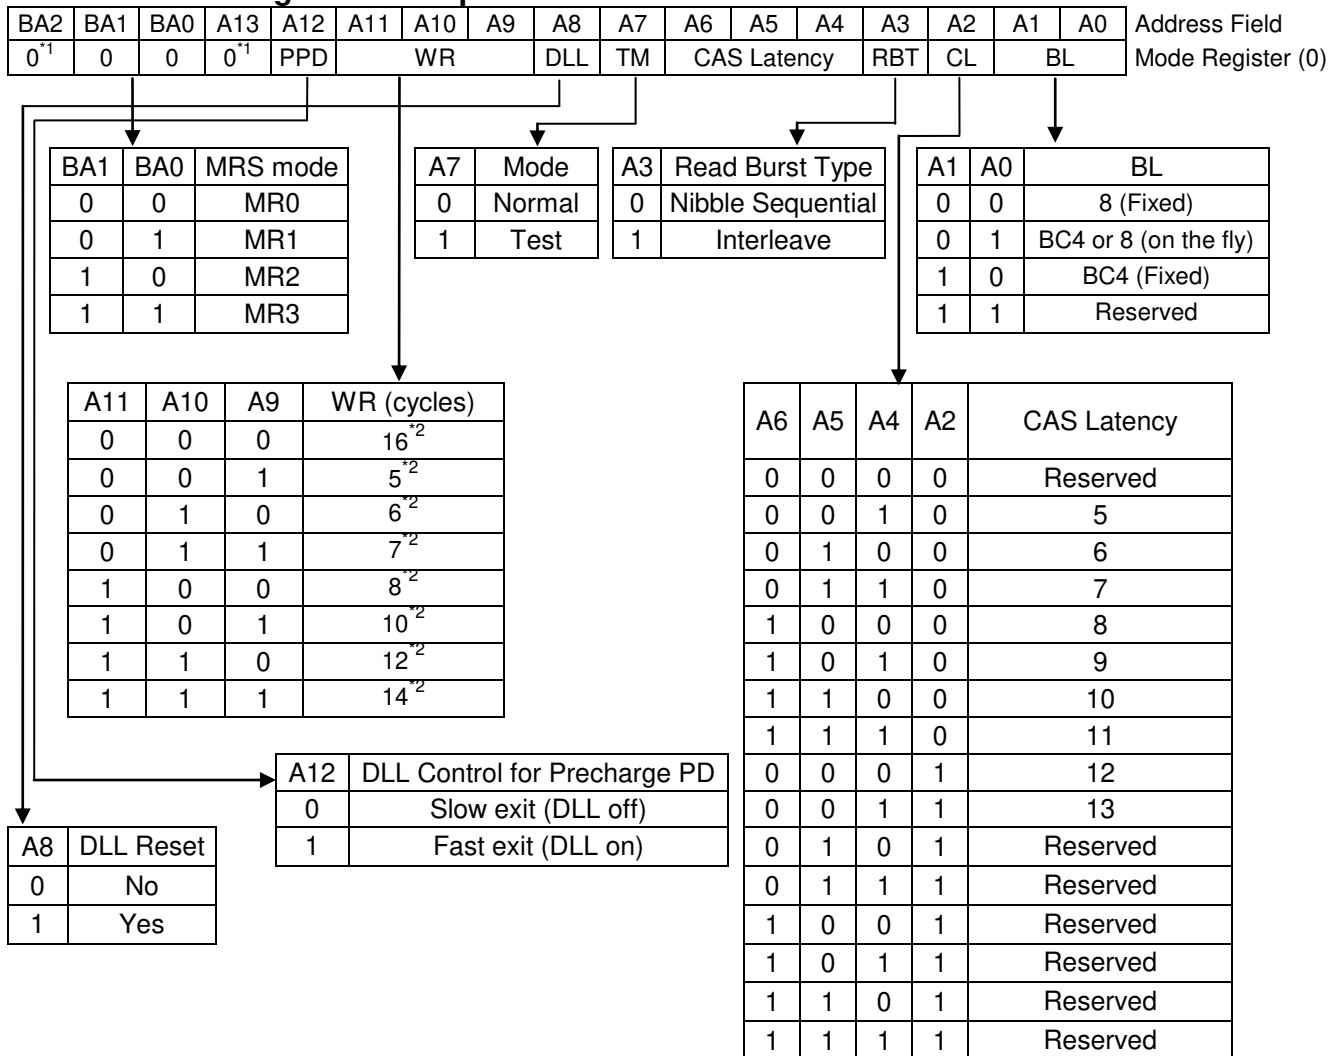 BA2 BA1 BA0 A13 A12 A11 A10 A9 A8 A7 A6 A5 A4 A3 A2 A1 A0 Address Field
0*1 0 0 0*1 PPD WR DLL TM CAS Latency RBT CL BL Mode Register (0)
BA1 BA0 MRS mode
0 0 MR0
0 1 MR1
1 0 MR2
1 1 MR3
A7 Mode
0 Normal
1 Test
A3 Read Burst Type
0 Nibble Sequential
1 Interleave
A1 A0 BL
0 0 8 (Fixed)
0 1 BC4 or 8 (on the fly)
1 0 BC4 (Fixed)
1 1 Reserved
A11 A10 A9 WR (cycles)
0 0 0 16*2
0 0 1 5*2
0 1 0 6*2
0 1 1 7*2
1 0 0 8*2
1 0 1 10*2
1 1 0 12*2
1 1 1 14*2
A6 A5 A4 A2 CAS Latency
0 0 0 0 Reserved
0 0 1 0 5
0 1 0 0 6
0 1 1 0 7
1 0 0 0 8
1 0 1 0 9
1 1 0 0 10
1 1 1 0 11
0 0 0 1 12
0 0 1 1 13
0 1 0 1 Reserved
0 1 1 1 Reserved
1 0 0 1 Reserved
1 0 1 1 Reserved
1 1 0 1 Reserved
1 1 1 1 Reserved
A12 DLL Control for Precharge PD
0 Slow exit (DLL off)
1 Fast exit (DLL on)
A8 DLL Reset
0 No
1 Yes